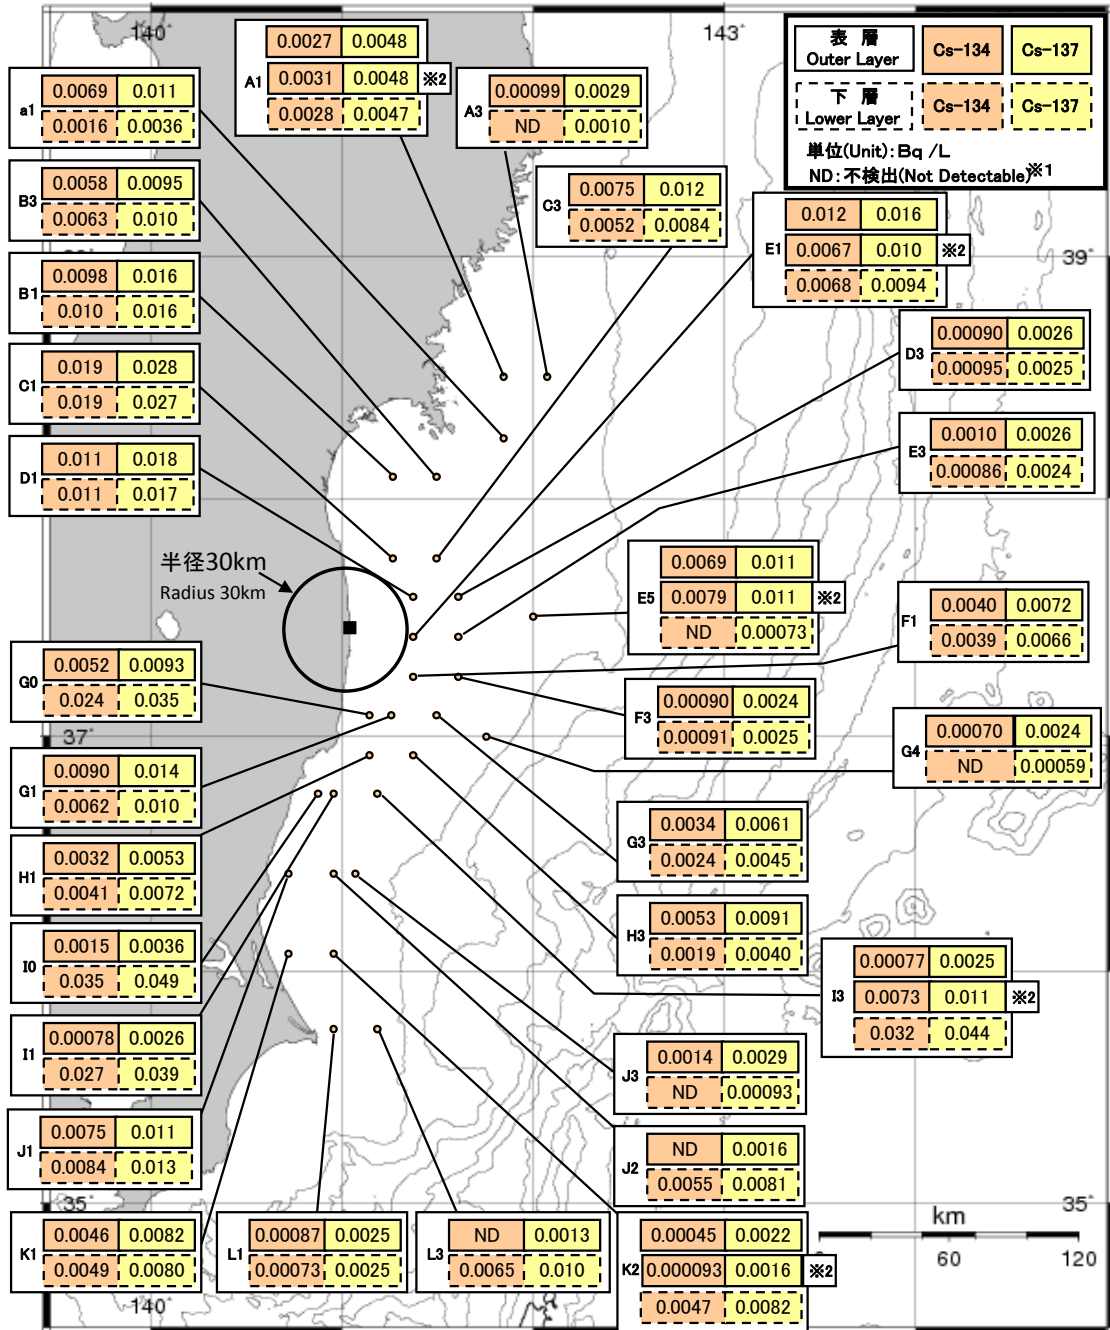 140°
143°
表 層
Outer Layer
Cs-134
Cs-137
下 層
Lower Layer
Cs-134
Cs-137
単位(Unit): Bq /L
ND: 不検出(Not Detectable)※1
A1
0.0027 0.0048
0.0031 0.0048 ※2
0.0028 0.0047
A3
0.00099 0.0029
ND 0.0010
a1
0.0069 0.011
0.0016 0.0036
B3
0.0058 0.0095
0.0063 0.010
C3
0.0075 0.012
0.0052 0.0084
E1
0.012 0.016
0.0067 0.010 ※2
0.0068 0.0094
39°
B1
0.0098 0.016
0.010 0.016
D3
0.00090 0.0026
0.00095 0.0025
C1
0.019 0.028
0.019 0.027
E3
0.0010 0.0026
0.00086 0.0024
D1
0.011 0.018
0.011 0.017
半径30km
Radius 30km
E5
0.0069 0.011
0.0079 0.011 ※2
ND 0.00073
F1
0.0040 0.0072
0.0039 0.0066
G0
0.0052 0.0093
0.024 0.035
F3
0.00090 0.0024
0.00091 0.0025
G4
0.00070 0.0024
ND 0.00059
37°
G1
0.0090 0.014
0.0062 0.010
G3
0.0034 0.0061
0.0024 0.0045
H1
0.0032 0.0053
0.0041 0.0072
H3
0.0053 0.0091
0.0019 0.0040
I0
0.0015 0.0036
0.035 0.049
I3
0.00077 0.0025
0.0073 0.011 ※2
0.032 0.044
I1
0.00078 0.0026
0.027 0.039
J3
0.0014 0.0029
ND 0.00093
J1
0.0075 0.011
0.0084 0.013
J2
ND 0.0016
0.0055 0.0081
35°
35°
K1
0.0046 0.0082
0.0049 0.0080
L1
0.00087 0.0025
0.00073 0.0025
L3
ND 0.0013
0.0065 0.010
K2
0.00045 0.0022
0.000093 0.0016 ※2
0.0047 0.0082
km
60 120
140°